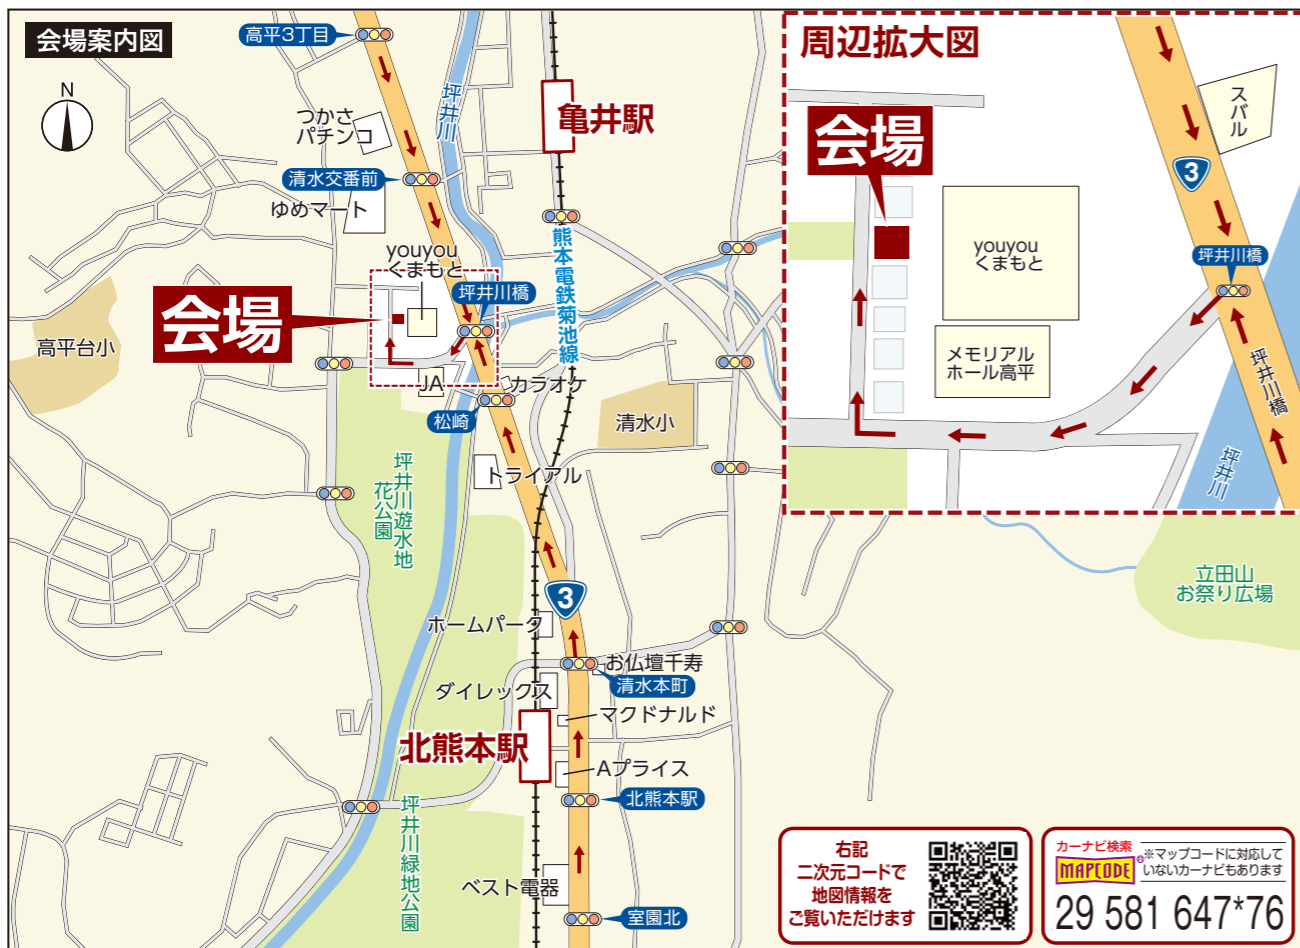 会場案内図
N
高平3丁目
つかさ
パチンコ
坪井川
亀井駅
清水交番前
ゆめマート
youyou
くまもと
坪井川橋
熊本電鉄菊池線
会場
高平台小
JA
カラオケ
松崎
清水小
トライアル
坪井川遊水地
花公園
3
ホームパーク
お仏壇千寿
清水本町
ダイレックス
マクドナルド
北熊本駅
Aプライス
北熊本駅
坪井川緑地公園
ベスト電器
室園北
立田山
お祭り広場
周辺拡大図
会場
スバル
3
youyou
くまもと
坪井川橋
メモリアル
ホール高平
坪井川橋
坪井川
右記
二次元コードで
地図情報を
ご覧いただけます
カーナビ検索
MAPCODE®
※マップコードに対応して
いないカーナビもあります
29 581 647*76